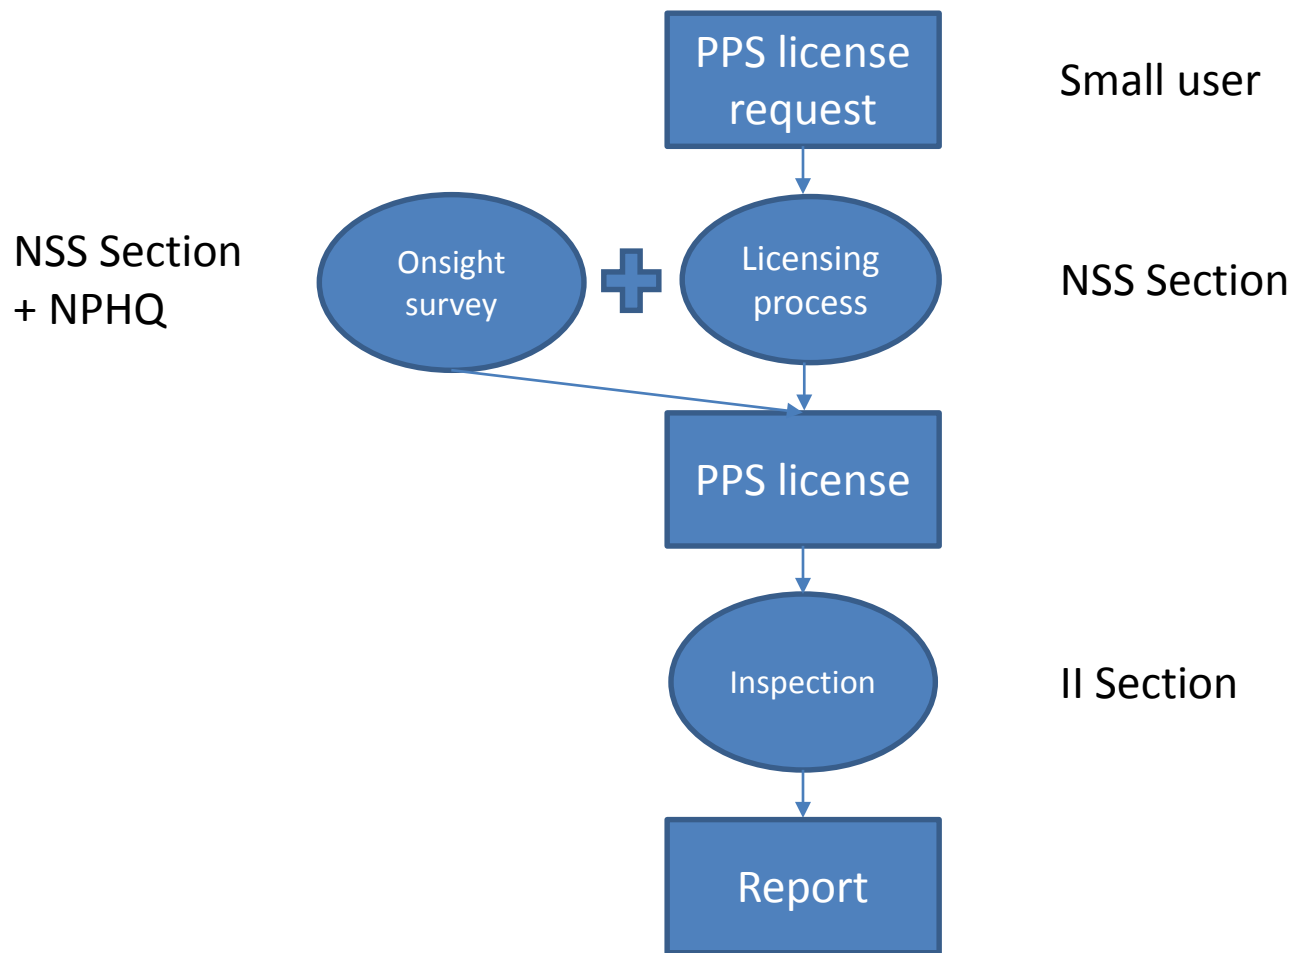 PPS license
request
Small user
NSS Section
+ NPHQ
Onsight
survey
Licensing
process
NSS Section
PPS license
Inspection
II Section
Report